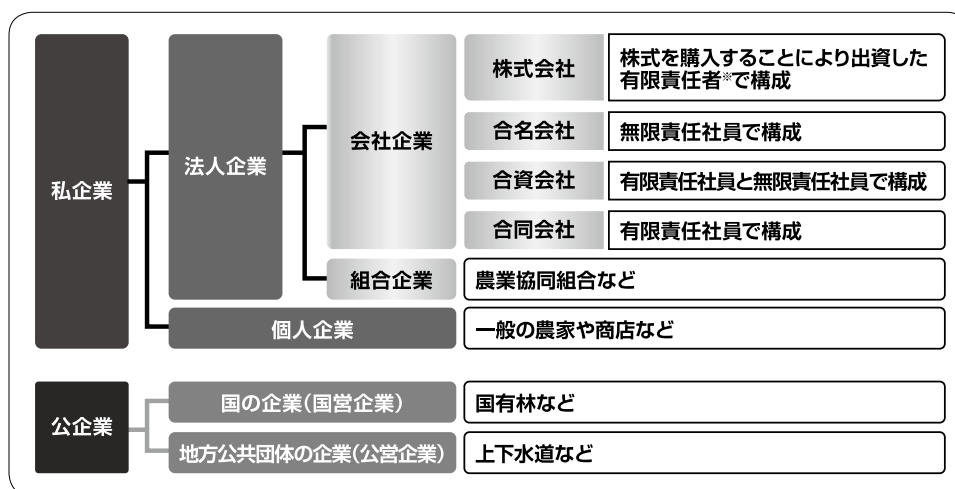 私企業
法人企業
会社企業
株式会社
株式を購入することにより出資した
有限責任者※で構成
合名会社
無限責任社員で構成
合資会社
有限責任社員と無限責任社員で構成
合同会社
有限責任社員で構成
組合企業
農業協同組合など
個人企業
一般の農家や商店など
公企業
国の企業(国営企業)
国有林など
地方公共団体の企業(公営企業)
上下水道など